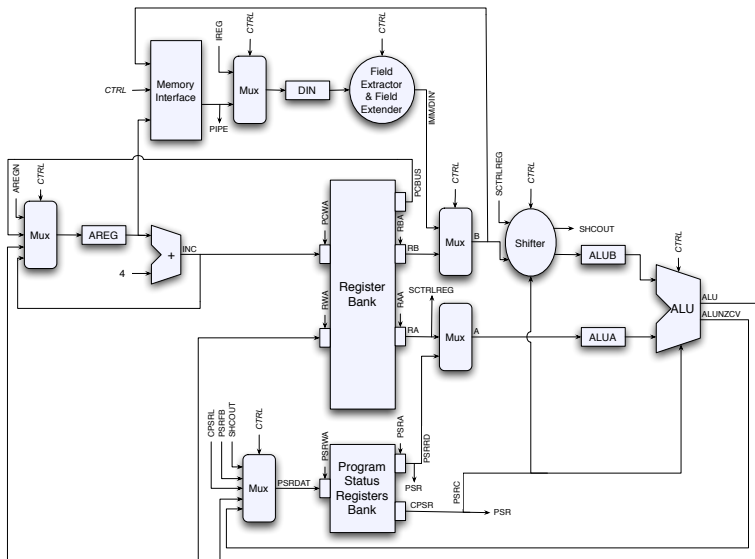 CTRL
IREG
CTRL
CTRL
Memory
Interface
Mux
DIN
Field
Extractor
& Field
Extender
PIPE
IMM/DIN/
AREGN
CTRL
Mux
AREG
+
INC
4
PCWA
PCBUS
RBA
RB
Register
Bank
RWA
RAA
RA
SCTRLREG
CTRL
Mux
B
Mux
A
SCTRLREG
CTRL
Shifter
SHCOUT
ALUB
ALUA
CTRL
ALU
ALU
ALUNZCV
CPSRL
PSRFB
SHCOUT
CTRL
Mux
PSRDAT
PSRWA
Program
Status
Registers
Bank
PSRA
PSRRD
PSR
CPSR
PSRC
PSR